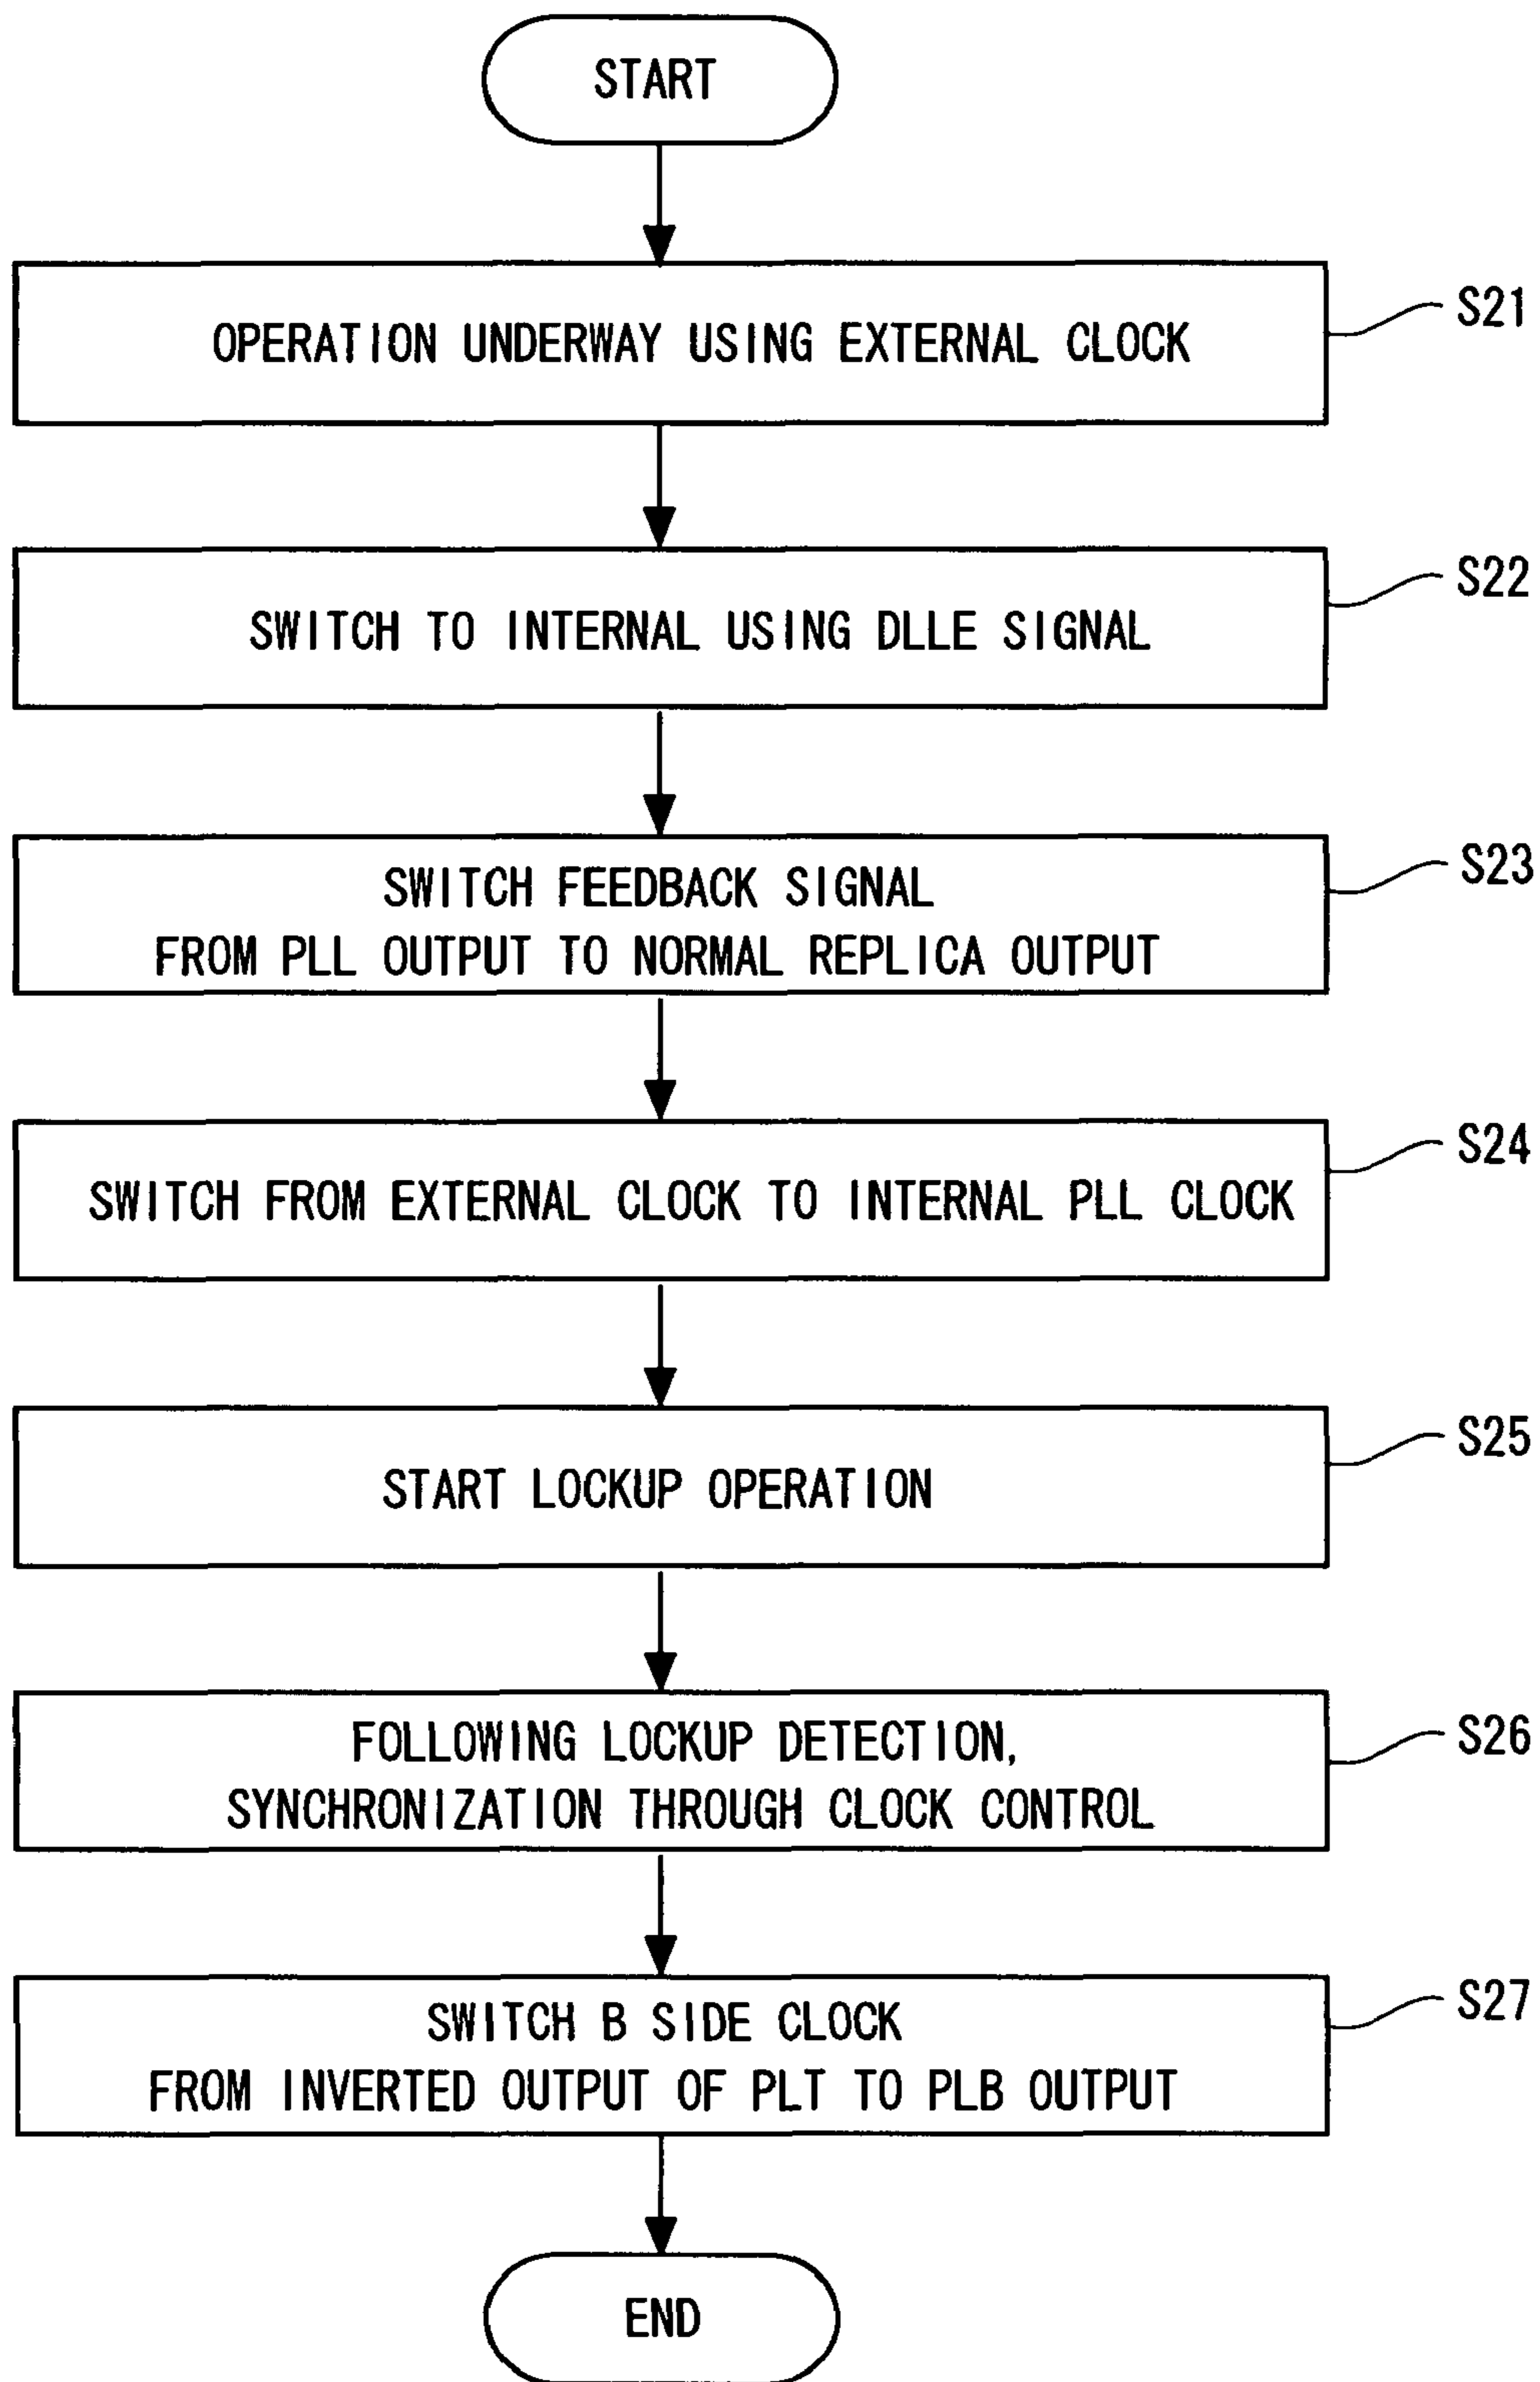 START
OPERATION UNDERWAY USING EXTERNAL CLOCK
S21
SWITCH TO INTERNAL USING DLLE SIGNAL
S22
SWITCH FEEDBACK SIGNAL
FROM PLL OUTPUT TO NORMAL REPLICA OUTPUT
S23
SWITCH FROM EXTERNAL CLOCK TO INTERNAL PLL CLOCK
S24
START LOCKUP OPERATION
S25
FOLLOWING LOCKUP DETECTION,
SYNCHRONIZATION THROUGH CLOCK CONTROL
S26
SWITCH B SIDE CLOCK
FROM INVERTED OUTPUT OF PLT TO PLB OUTPUT
S27
END